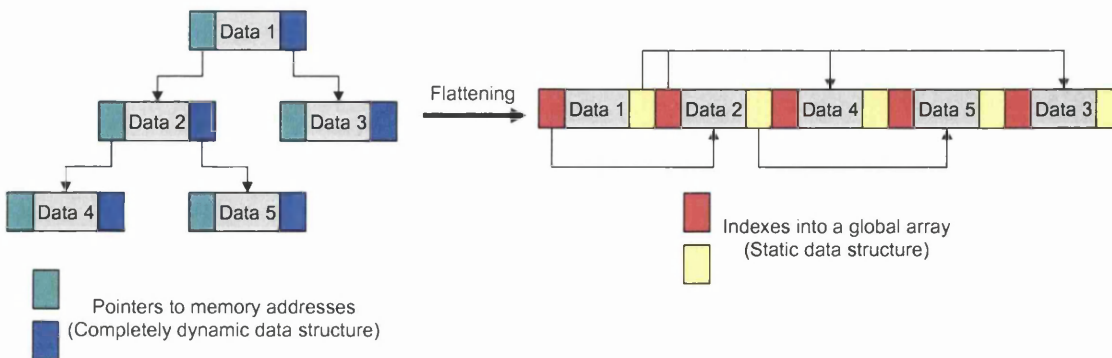 Data 1
Data 2
Data 3
Data 4
Data 5
Pointers to memory addresses
(Completely dynamic data structure)
Flattening
Data 1
Data 2
Data 4
Data 5
Data 3
Indexes into a global array
(Static data structure)